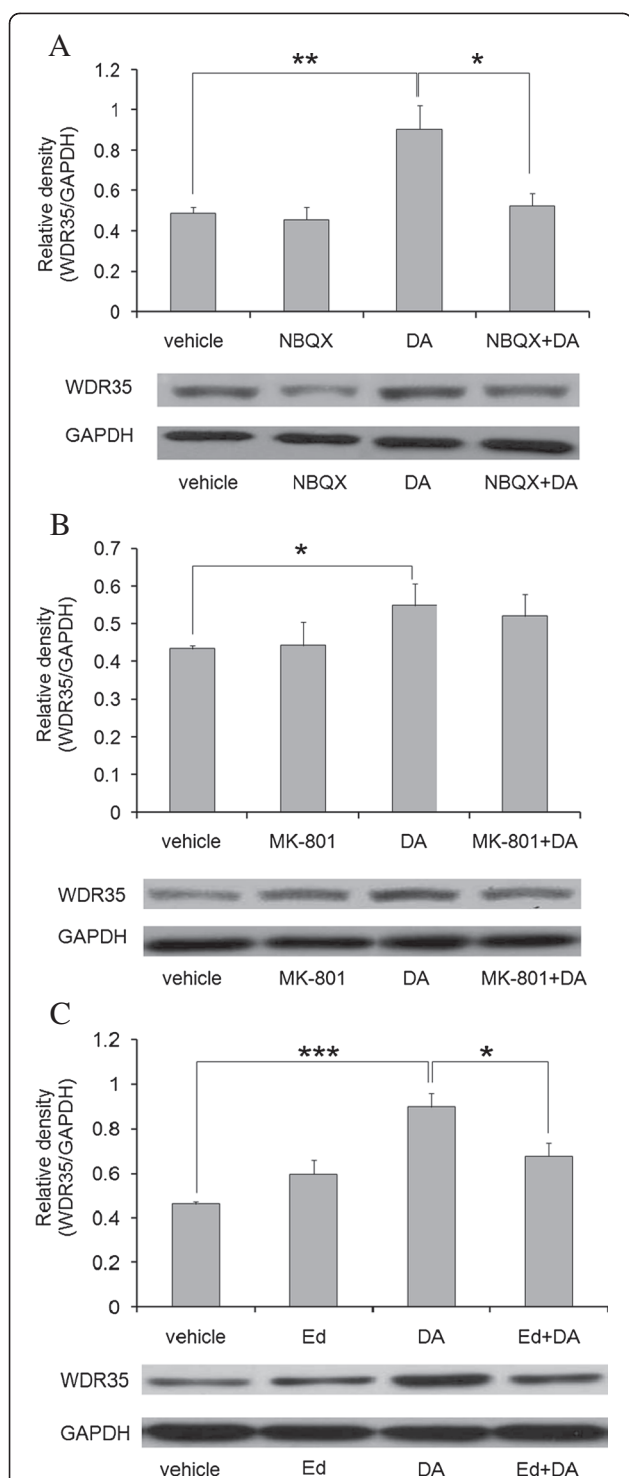 A
1.2
1
0.8
0.6
0.4
0.2
0
Relative density
(WDR35/GAPDH)
** *
vehicle NBQX DA NBQX+DA
WDR35
GAPDH
vehicle NBQX DA NBQX+DA
B
0.7
0.6
0.5
0.4
0.3
0.2
0.1
0
Relative density
(WDR35/GAPDH)
*
vehicle MK-801 DA MK-801+DA
WDR35
GAPDH
vehicle MK-801 DA MK-801+DA
C
1.2
1
0.8
0.6
0.4
0.2
0
Relative density
(WDR35/GAPDH)
*** *
vehicle Ed DA Ed+DA
WDR35
GAPDH
vehicle Ed DA Ed+DA